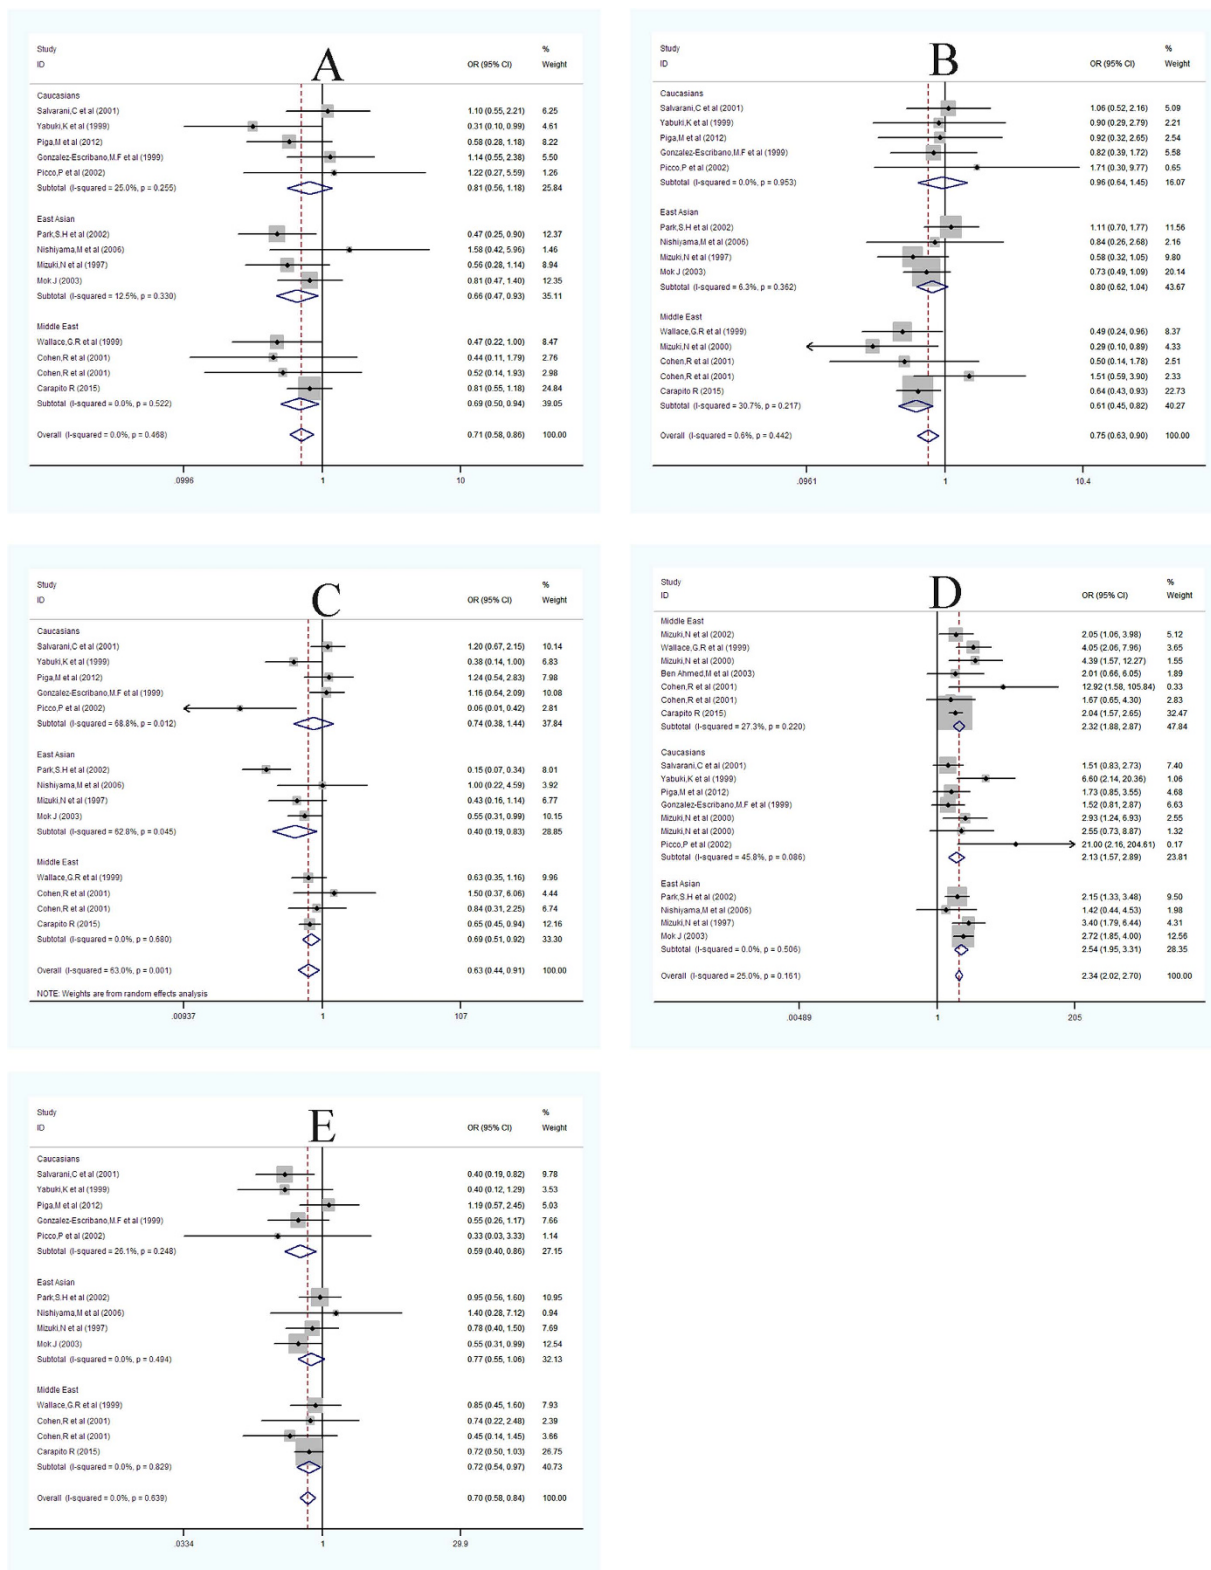 A
Study %
ID OR (95% CI) Weight
Caucasians
Salvarani,C et al (2001) 1.10 (0.55, 2.21) 6.25
Yabuki,K et al (1999) 0.31 (0.10, 0.99) 4.61
Piga,M et al (2012) 0.58 (0.28, 1.18) 8.22
Gonzalez-Escribano,M.F et al (1999) 1.14 (0.55, 2.38) 5.50
Picco,P et al (2002) 1.22 (0.27, 5.59) 1.26
Subtotal (I-squared = 25.0%, p = 0.255) 0.81 (0.56, 1.18) 25.84
East Asian
Park,S.H et al (2002) 0.47 (0.25, 0.90) 12.37
Nishiyama,M et al (2006) 1.58 (0.42, 5.96) 1.46
Mizuki,N et al (1997) 0.56 (0.28, 1.14) 8.94
Mok.J (2003) 0.81 (0.47, 1.40) 12.35
Subtotal (I-squared = 12.5%, p = 0.330) 0.66 (0.47, 0.93) 35.11
Middle East
Wallace,G.R et al (1999) 0.47 (0.22, 1.00) 8.47
Cohen,R et al (2001) 0.44 (0.11, 1.79) 2.76
Cohen,R et al (2001) 0.52 (0.14, 1.93) 2.98
Carapito R (2015) 0.81 (0.55, 1.18) 24.84
Subtotal (I-squared = 0.0%, p = 0.522) 0.69 (0.50, 0.94) 39.05
Overall (I-squared = 0.0%, p = 0.468) 0.71 (0.58, 0.86) 100.00
.0996 1 10
B
Study %
ID OR (95% CI) Weight
Caucasians
Salvarani,C et al (2001) 1.06 (0.52, 2.16) 5.09
Yabuki,K et al (1999) 0.90 (0.29, 2.79) 2.21
Piga,M et al (2012) 0.92 (0.32, 2.65) 2.54
Gonzalez-Escribano,M.F et al (1999) 0.82 (0.39, 1.72) 5.58
Picco,P et al (2002) 1.71 (0.30, 9.77) 0.65
Subtotal (I-squared = 0.0%, p = 0.953) 0.96 (0.64, 1.45) 16.07
East Asian
Park,S.H et al (2002) 1.11 (0.70, 1.77) 11.56
Nishiyama,M et al (2006) 0.84 (0.26, 2.68) 2.16
Mizuki,N et al (1997) 0.58 (0.32, 1.05) 9.80
Mok.J (2003) 0.73 (0.49, 1.09) 20.14
Subtotal (I-squared = 6.3%, p = 0.362) 0.80 (0.62, 1.04) 43.67
Middle East
Wallace,G.R et al (1999) 0.49 (0.24, 0.96) 8.37
Mizuki,N et al (2000) 0.29 (0.10, 0.89) 4.33
Cohen,R et al (2001) 0.50 (0.14, 1.78) 2.51
Cohen,R et al (2001) 1.51 (0.59, 3.90) 2.33
Carapito R (2015) 0.64 (0.43, 0.93) 22.73
Subtotal (I-squared = 30.7%, p = 0.217) 0.61 (0.45, 0.82) 40.27
Overall (I-squared = 0.6%, p = 0.442) 0.75 (0.63, 0.90) 100.00
.0961 1 10.4
C
Study %
ID OR (95% CI) Weight
Caucasians
Salvarani,C et al (2001) 1.20 (0.67, 2.15) 10.14
Yabuki,K et al (1999) 0.38 (0.14, 1.00) 6.83
Piga,M et al (2012) 1.24 (0.54, 2.83) 7.98
Gonzalez-Escribano,M.F et al (1999) 1.16 (0.64, 2.09) 10.08
Picco,P et al (2002) 0.06 (0.01, 0.42) 2.81
Subtotal (I-squared = 68.8%, p = 0.012) 0.74 (0.38, 1.44) 37.84
East Asian
Park,S.H et al (2002) 0.15 (0.07, 0.34) 8.01
Nishiyama,M et al (2006) 1.00 (0.22, 4.59) 3.92
Mizuki,N et al (1997) 0.43 (0.16, 1.14) 6.77
Mok.J (2003) 0.55 (0.31, 0.99) 10.15
Subtotal (I-squared = 62.8%, p = 0.045) 0.40 (0.19, 0.83) 28.85
Middle East
Wallace,G.R et al (1999) 0.63 (0.35, 1.16) 9.96
Cohen,R et al (2001) 1.50 (0.37, 6.06) 4.44
Cohen,R et al (2001) 0.84 (0.31, 2.25) 6.74
Carapito R (2015) 0.65 (0.45, 0.94) 12.16
Subtotal (I-squared = 0.0%, p = 0.680) 0.69 (0.51, 0.92) 33.30
Overall (I-squared = 63.0%, p = 0.001) 0.63 (0.44, 0.91) 100.00
NOTE: Weights are from random effects analysis
.00937 1 107
D
Study %
ID OR (95% CI) Weight
Middle East
Mizuki,N et al (2002) 2.05 (1.06, 3.98) 5.12
Wallace,G.R et al (1999) 4.05 (2.06, 7.96) 3.65
Mizuki,N et al (2000) 4.39 (1.57, 12.27) 1.55
Ben Ahmed,M et al (2003) 2.01 (0.66, 6.05) 1.89
Cohen,R et al (2001) 12.92 (1.58, 105.84) 0.33
Cohen,R et al (2001) 1.67 (0.65, 4.30) 2.83
Carapito R (2015) 2.04 (1.57, 2.65) 32.47
Subtotal (I-squared = 27.3%, p = 0.220) 2.32 (1.88, 2.87) 47.84
Caucasians
Salvarani,C et al (2001) 1.51 (0.83, 2.73) 7.40
Yabuki,K et al (1999) 6.60 (2.14, 20.36) 1.06
Piga,M et al (2012) 1.73 (0.85, 3.55) 4.68
Gonzalez-Escribano,M.F et al (1999) 1.52 (0.81, 2.87) 6.63
Mizuki,N et al (2000) 2.93 (1.24, 6.93) 2.55
Mizuki,N et al (2000) 2.55 (0.73, 8.87) 1.32
Picco,P et al (2002) 21.00 (2.16, 204.61) 0.17
Subtotal (I-squared = 45.8%, p = 0.086) 2.13 (1.57, 2.89) 23.81
East Asian
Park,S.H et al (2002) 2.15 (1.33, 3.48) 9.50
Nishiyama,M et al (2006) 1.42 (0.44, 4.53) 1.98
Mizuki,N et al (1997) 3.40 (1.79, 6.44) 4.31
Mok J (2003) 2.72 (1.85, 4.00) 12.56
Subtotal (I-squared = 0.0%, p = 0.506) 2.54 (1.95, 3.31) 28.35
Overall (I-squared = 25.0%, p = 0.161) 2.34 (2.02, 2.70) 100.00
.00489 1 205
E
Study %
ID OR (95% CI) Weight
Caucasians
Salvarani,C et al (2001) 0.40 (0.19, 0.82) 9.78
Yabuki,K et al (1999) 0.40 (0.12, 1.29) 3.53
Piga,M et al (2012) 1.19 (0.57, 2.45) 5.03
Gonzalez-Escribano,M.F et al (1999) 0.55 (0.26, 1.17) 7.66
Picco,P et al (2002) 0.33 (0.03, 3.33) 1.14
Subtotal (I-squared = 26.1%, p = 0.248) 0.59 (0.40, 0.86) 27.15
East Asian
Park,S.H et al (2002) 0.95 (0.56, 1.60) 10.95
Nishiyama,M et al (2006) 1.40 (0.28, 7.12) 0.94
Mizuki,N et al (1997) 0.78 (0.40, 1.50) 7.69
Mok.J (2003) 0.55 (0.31, 0.99) 12.54
Subtotal (I-squared = 0.0%, p = 0.494) 0.77 (0.55, 1.06) 32.13
Middle East
Wallace,G.R et al (1999) 0.85 (0.45, 1.60) 7.93
Cohen,R et al (2001) 0.74 (0.22, 2.48) 2.39
Cohen,R et al (2001) 0.45 (0.14, 1.45) 3.66
Carapito R (2015) 0.72 (0.50, 1.03) 26.75
Subtotal (I-squared = 0.0%, p = 0.829) 0.72 (0.54, 0.97) 40.73
Overall (I-squared = 0.0%, p = 0.639) 0.70 (0.58, 0.84) 100.00
.0334 1 29.9